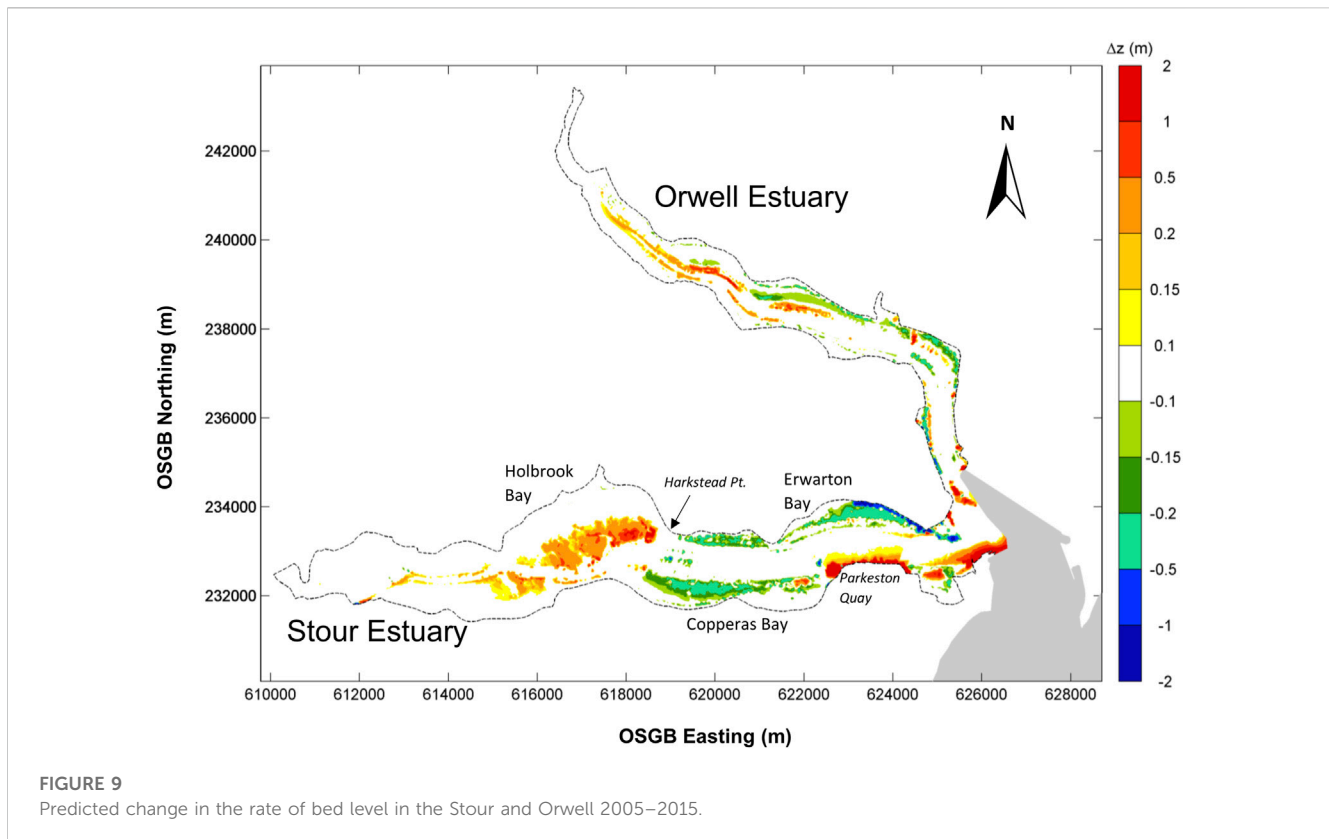 Δz (m)
2
1
0.5
0.2
0.15
0.1
-0.1
-0.15
-0.2
-0.5
-1
-2
N
242000
240000
238000
236000
234000
232000
OSGB Northing (m)
Orwell Estuary
Holbrook
Bay
Harkstead Pt.
Erwarton
Bay
Parkeston
Quay
Copperas Bay
Stour Estuary
610000 612000 614000 616000 618000 620000 622000 624000 626000 628000
OSGB Easting (m)
FIGURE 9
Predicted change in the rate of bed level in the Stour and Orwell 2005–2015.